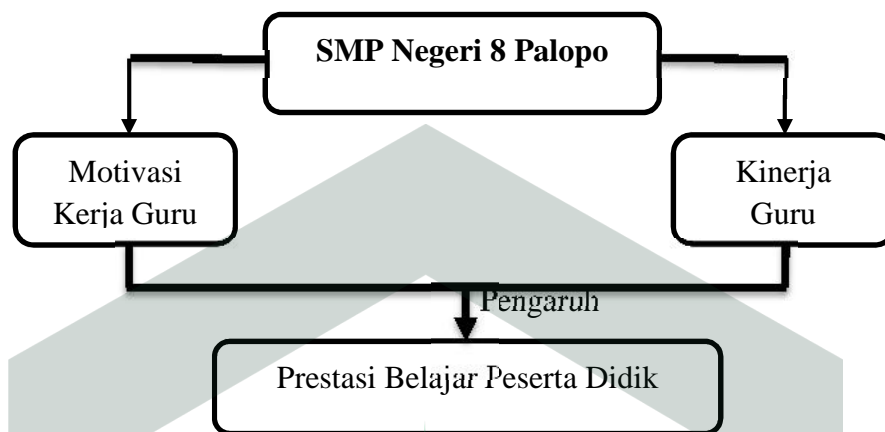 SMP Negeri 8 Palopo
Motivasi
Kerja Guru
Kinerja
Guru
Pengaruh
Prestasi Belajar Peserta Didik